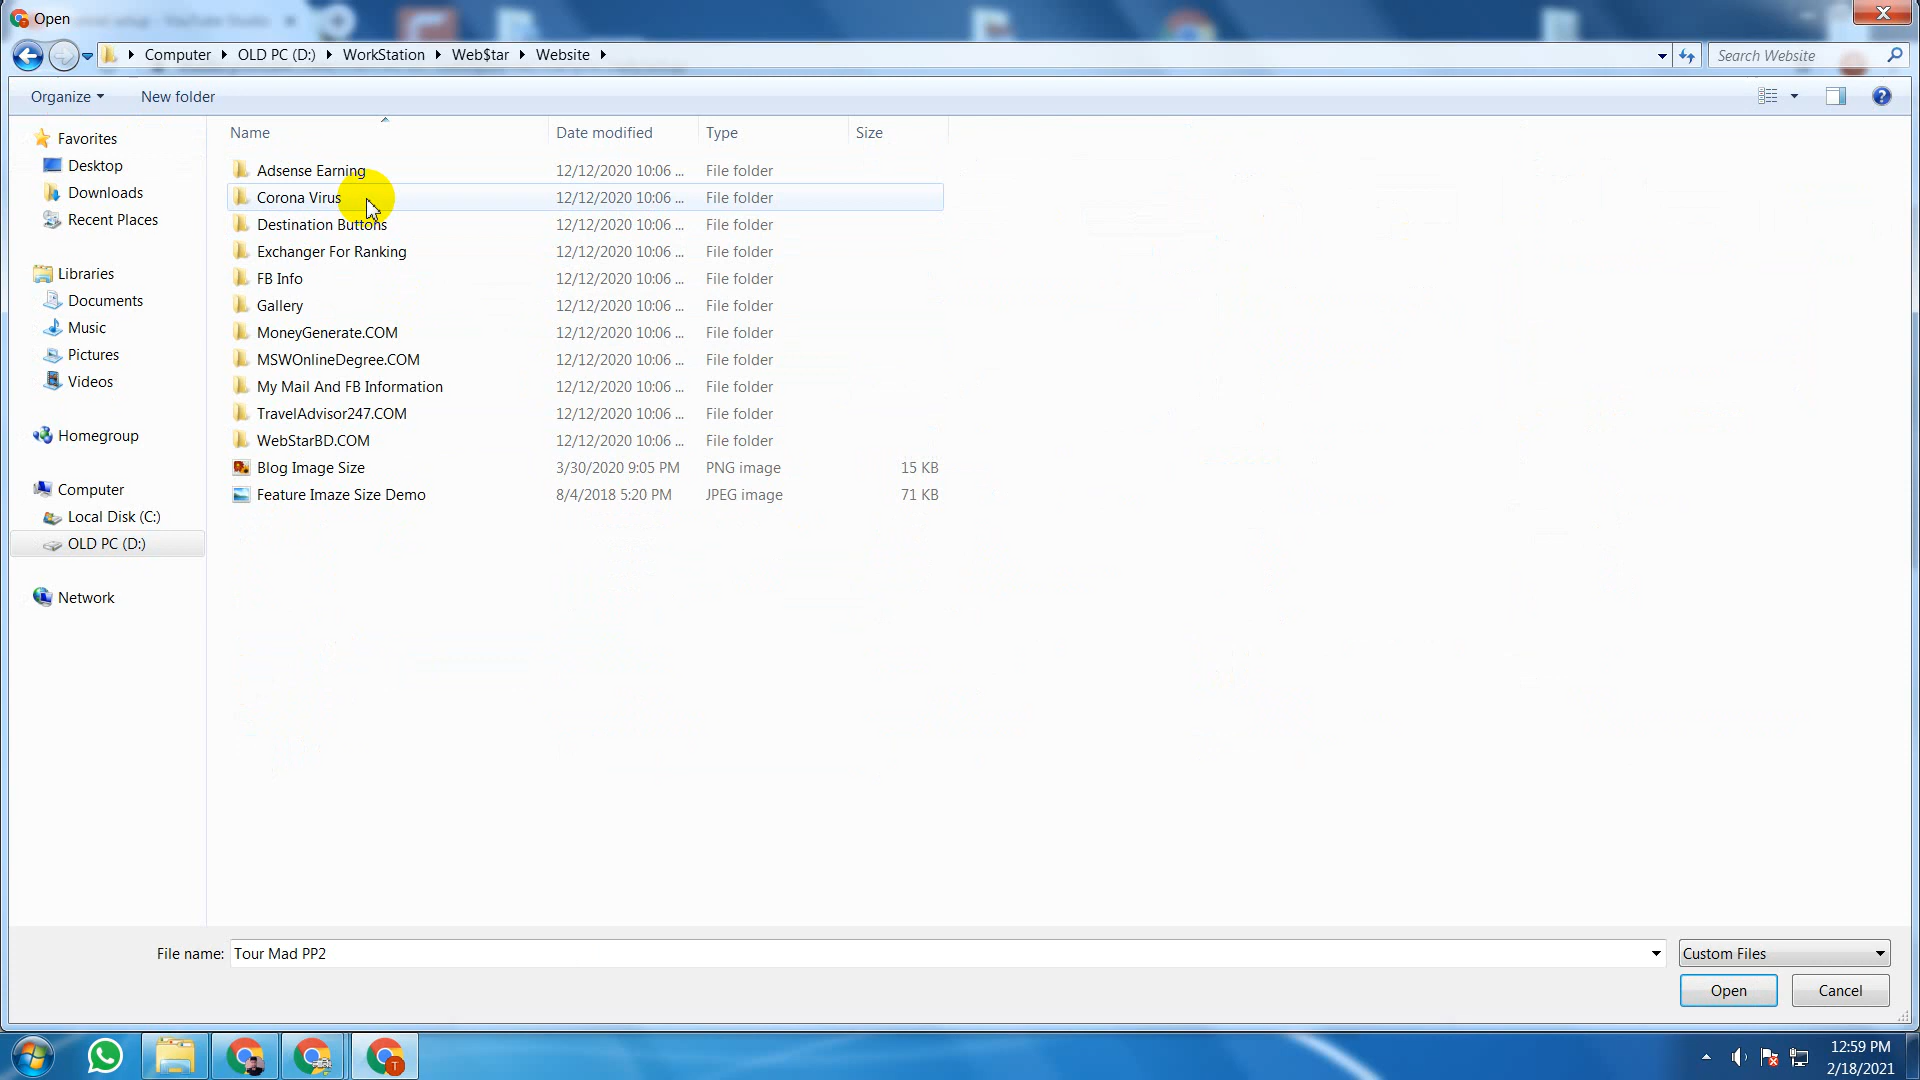 Open
Computer OLD PC (D:) WorkStation Web$tar Website
Search Website
Organize New folder
Name Date modified Type Size
Favorites
Desktop
Downloads
Recent Places
Libraries
Documents
Music
Pictures
Videos
Homegroup
Computer
Local Disk (C:)
OLD PC (D:)
Network
Adsense Earning 12/12/2020 10:06 ... File folder
Corona Virus 12/12/2020 10:06 ... File folder
Destination Buttons 12/12/2020 10:06 ... File folder
Exchanger For Ranking 12/12/2020 10:06 ... File folder
FB Info 12/12/2020 10:06 ... File folder
Gallery 12/12/2020 10:06 ... File folder
MoneyGenerate.COM 12/12/2020 10:06 ... File folder
MSWOnlineDegree.COM 12/12/2020 10:06 ... File folder
My Mail And FB Information 12/12/2020 10:06 ... File folder
TravelAdvisor247.COM 12/12/2020 10:06 ... File folder
WebStarBD.COM 12/12/2020 10:06 ... File folder
Blog Image Size 3/30/2020 9:05 PM PNG image 15 KB
Feature Imaze Size Demo 8/4/2018 5:20 PM JPEG image 71 KB
File name: Tour Mad PP2 Custom Files
Open Cancel
12:59 PM
2/18/2021